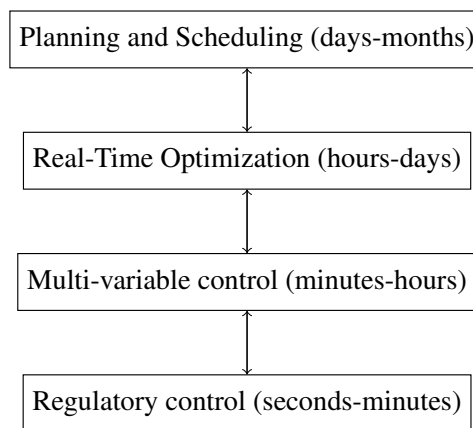 Planning and Scheduling (days-months)
Real-Time Optimization (hours-days)
Multi-variable control (minutes-hours)
Regulatory control (seconds-minutes)